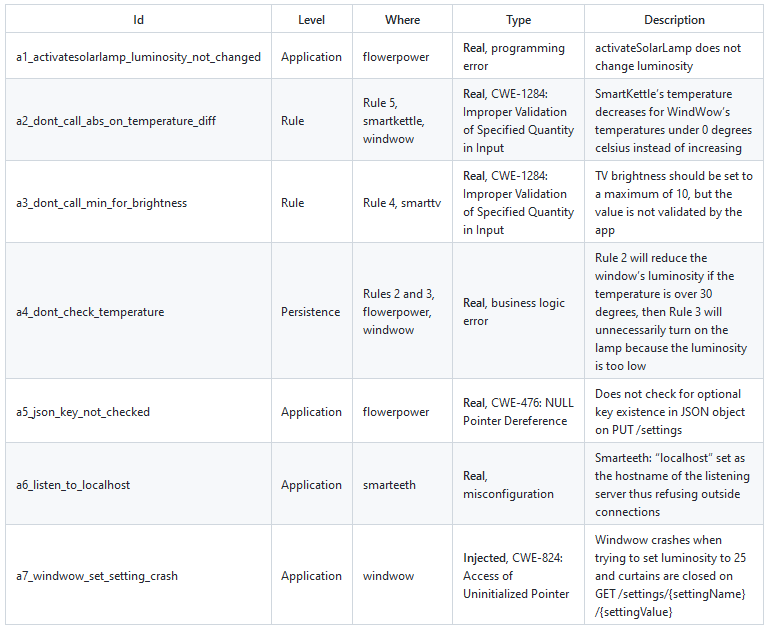 Id Level Where Type Description
a1_activatesolarlamp_luminosity_not_changed Application flowerpower Real, programming error activateSolarLamp does not change luminosity
a2_dont_call_abs_on_temperature_diff Rule Rule 5, smartkettle, windwow Real, CWE-1284: Improper Validation of Specified Quantity in Input SmartKettle's temperature decreases for WindWow's temperatures under 0 degrees celsius instead of increasing
a3_dont_call_min_for_brightness Rule Rule 4, smarttv Real, CWE-1284: Improper Validation of Specified Quantity in Input TV brightness should be set to a maximum of 10, but the value is not validated by the app
a4_dont_check_temperature Persistence Rules 2 and 3, flowerpower, windwow Real, business logic error Rule 2 will reduce the window's luminosity if the temperature is over 30 degrees, then Rule 3 will unnecessarily turn on the lamp because the luminosity is too low
a5_json_key_not_checked Application flowerpower Real, CWE-476: NULL Pointer Dereference Does not check for optional key existence in JSON object on PUT /settings
a6_listen_to_localhost Application smarteeth Real, misconfiguration Smarteeth: "localhost" set as the hostname of the listening server thus refusing outside connections
a7_windwow_set_setting_crash Application windwow Injected, CWE-824: Access of Uninitialized Pointer Windwow crashes when trying to set luminosity to 25 and curtains are closed on GET /settings/{settingName}/{settingValue}